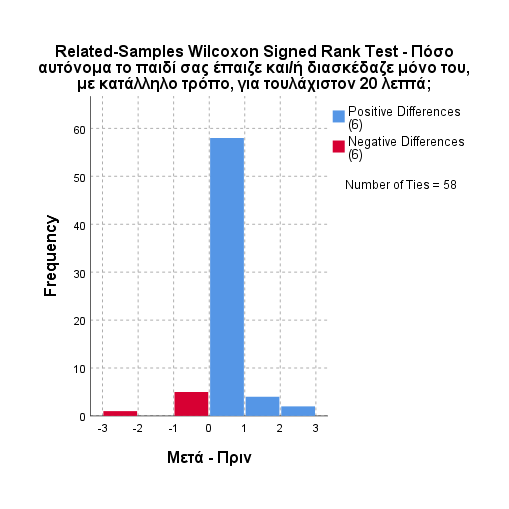 Related-Samples Wilcoxon Signed Rank Test - Πόσο
αυτόνομα το παιδί σας έπαιζε και/ή διασκέδαζε μόνο του,
με κατάλληλο τρόπο, για τουλάχιστον 20 λεπτά;
Positive Differences
(6)
Negative Differences
(6)
Number of Ties = 58
Frequency
60
50
40
30
20
10
0
-3 -2 -1 0 1 2 3
Μετά - Πριν